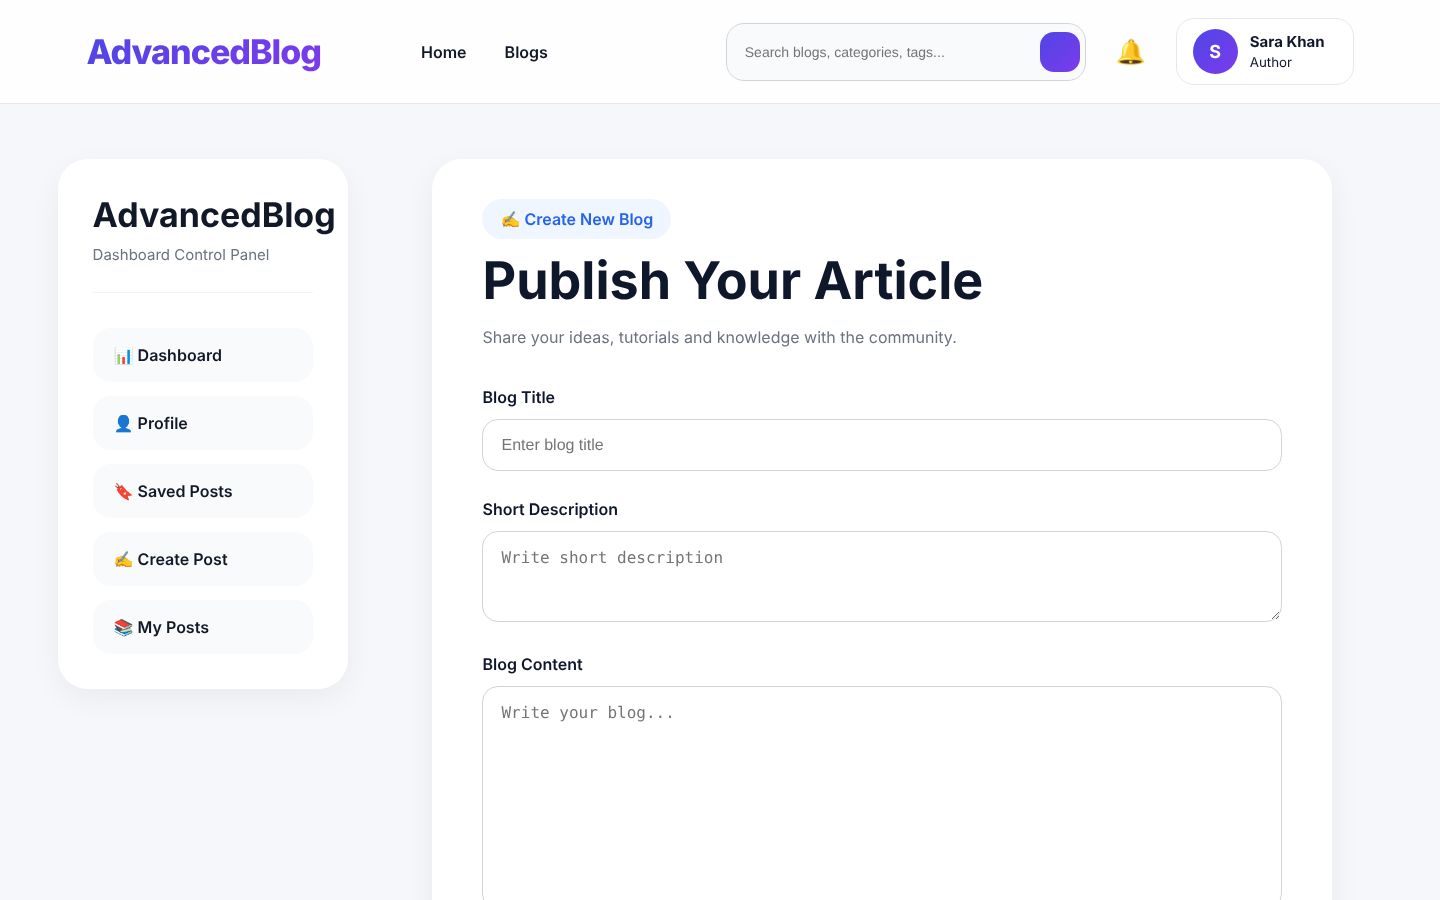 AdvancedBlog
Home
Blogs
Search blogs, categories, tags...
S
Sara Khan
Author
AdvancedBlog
Dashboard Control Panel
📊 Dashboard
👤 Profile
🔖 Saved Posts
✍️ Create Post
📚 My Posts
✍️ Create New Blog
Publish Your Article
Share your ideas, tutorials and knowledge with the community.
Blog Title
Enter blog title
Short Description
Write short description
Blog Content
Write your blog...